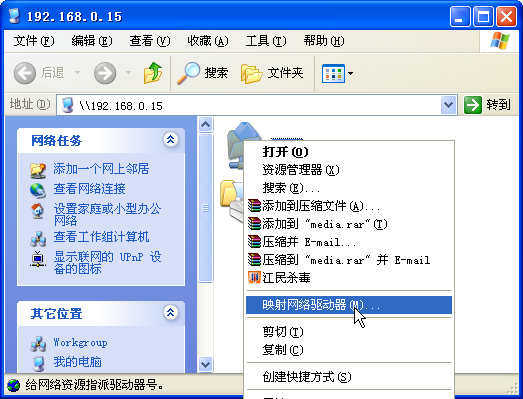 192.168.0.15
文件(F) 编辑(E) 查看(V) 收藏(A) 工具(T) 帮助(H)
后退 搜索 文件夹
地址(D) \\192.168.0.15 转到
网络任务
添加一个网上邻居
查看网络连接
设置家庭或小型办公
网络
查看工作组计算机
显示联网的 UPnP 设
备的图标
其它位置
Workgroup
我的电脑
打开(O)
资源管理器(X)
搜索(E)...
添加到压缩文件(A)...
添加到 "media.rar"(T)
压缩并 E-mail...
压缩到 "media.rar" 并 E-mail
江民杀毒
映射网络驱动器(M)...
剪切(T)
复制(C)
创建快捷方式(S)
给网络资源指派驱动器号。